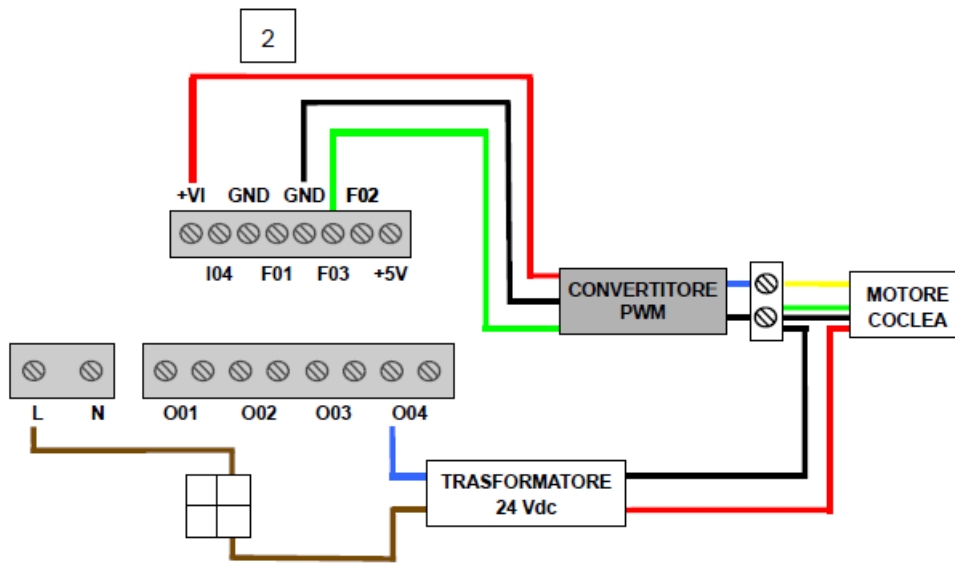 2
+VI GND GND F02
I04 F01 F03 +5V
CONVERTITORE
PWM
MOTORE
COCLEA
L N O01 O02 O03 O04
TRASFORMATORE
24 Vdc